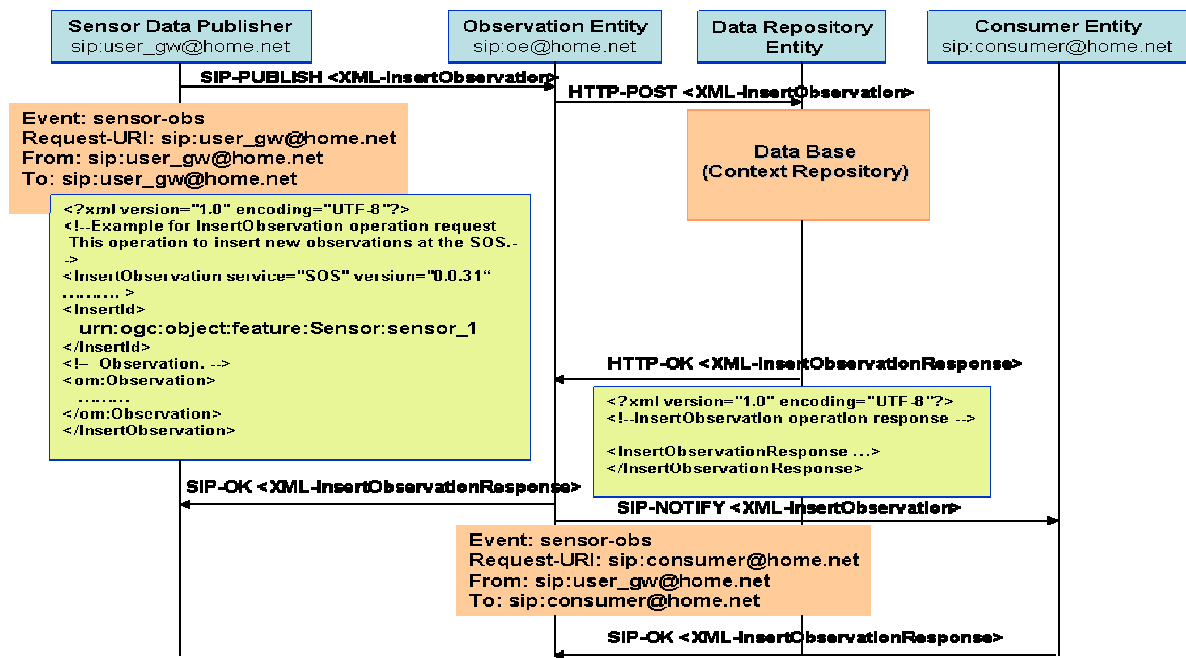 Sensor Data Publisher
sip:user_gw@home.net
Observation Entity
sip:oe@home.net
Data Repository
Entity
Consumer Entity
sip:consumer@home.net
SIP-PUBLISH <XML-InsertObservation>
HTTP-POST <XML-InsertObservation>
Event: sensor-obs
Request-URI: sip:user_gw@home.net
From: sip:user_gw@home.net
To: sip:user_gw@home.net
Data Base
(Context Repository)
<?xml version="1.0" encoding="UTF-8"?>
<!--Example for InsertObservation operation request
This operation to insert new observations at the SOS.-
->
<InsertObservation service="SOS" version="0.0.31“
………. >
<InsertId>
urn:ogc:object:feature:Sensor:sensor_1
</InsertId>
<!-- Observation. -->
<om:Observation>
………
</om:Observation>
</InsertObservation>
HTTP-OK <XML-InsertObservationResponse>
<?xml version="1.0" encoding="UTF-8"?>
<!--InsertObservation operation response -->
<InsertObservationResponse ...>
</InsertObservationResponse>
SIP-OK <XML-InsertObservationResponse>
SIP-NOTIFY <XML-InsertObservation>
Event: sensor-obs
Request-URI: sip:consumer@home.net
From: sip:user_gw@home.net
To: sip:consumer@home.net
SIP-OK <XML-InsertObservationResponse>